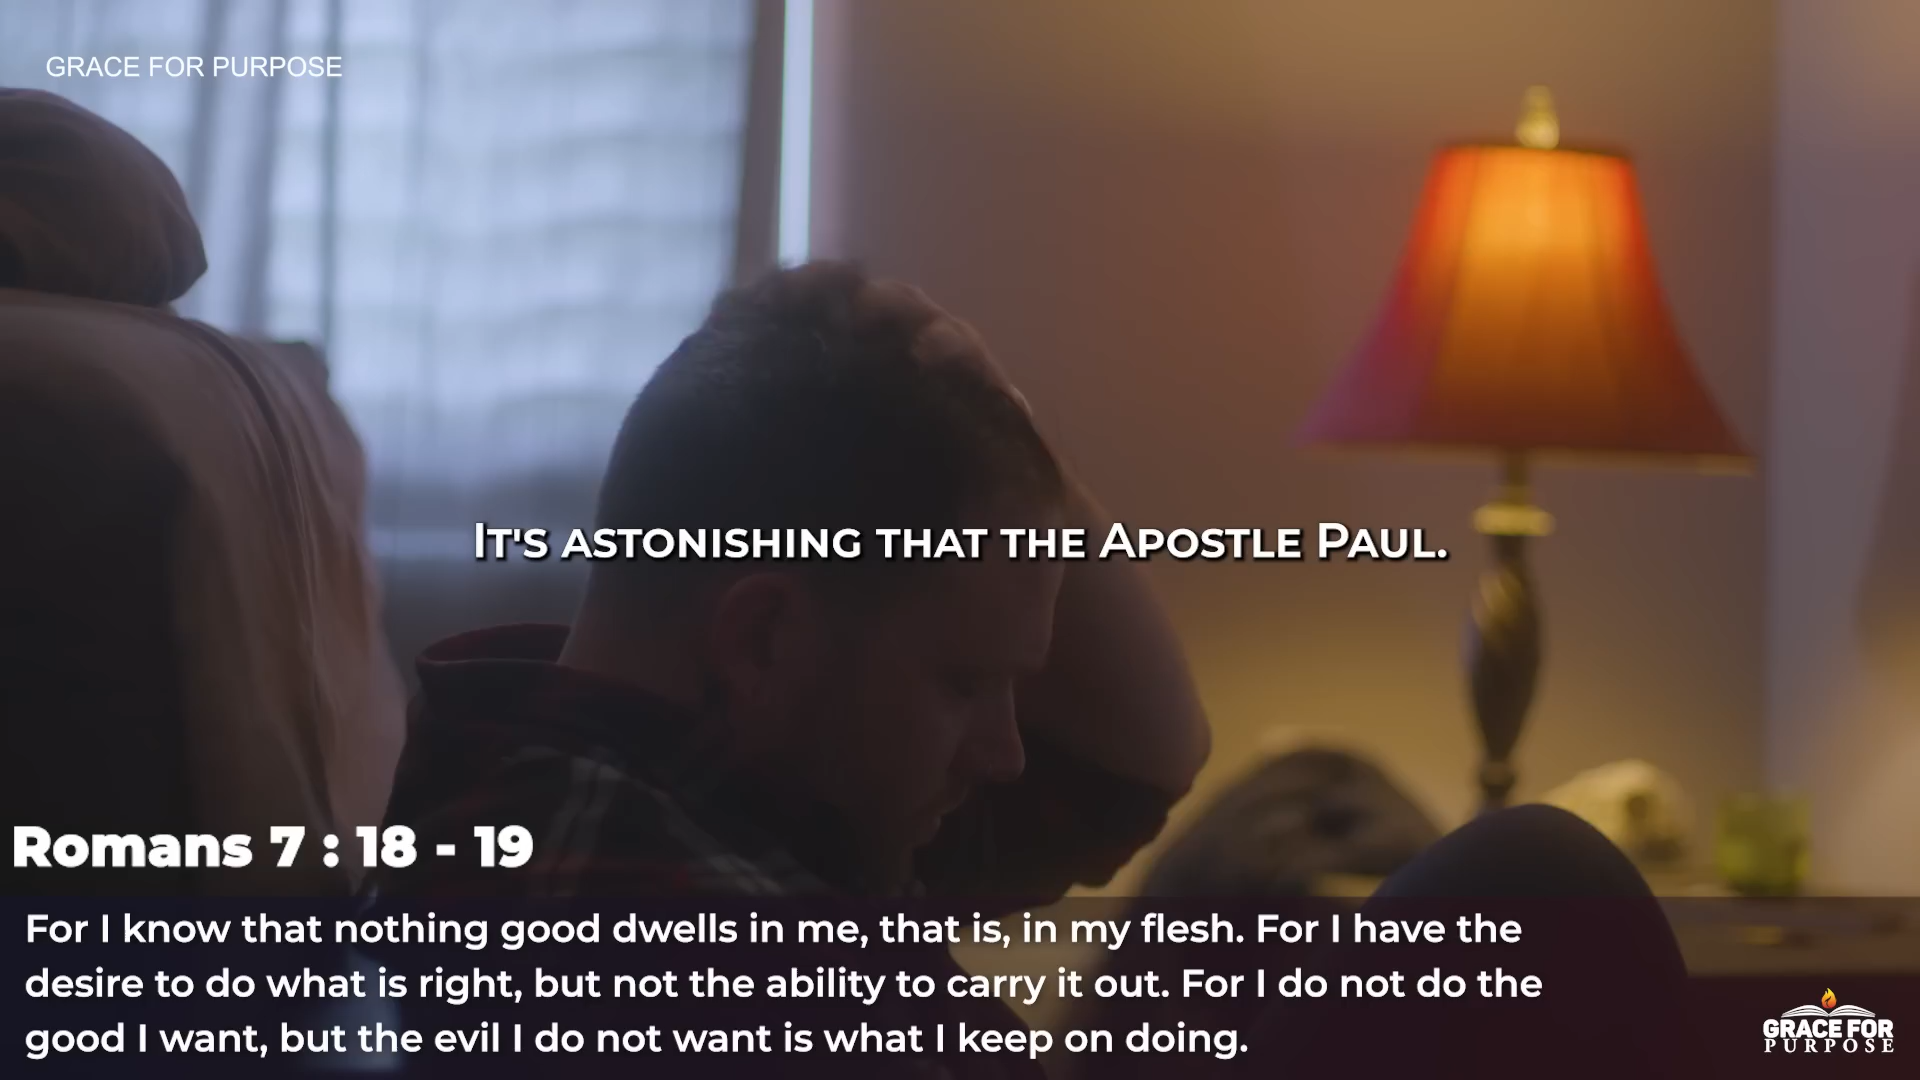 GRACE FOR PURPOSE
IT'S ASTONISHING THAT THE APOSTLE PAUL.
Romans 7 : 18 - 19
For I know that nothing good dwells in me, that is, in my flesh. For I have the
desire to do what is right, but not the ability to carry it out. For I do not do the
good I want, but the evil I do not want is what I keep on doing.
GRACE FOR
PURPOSE